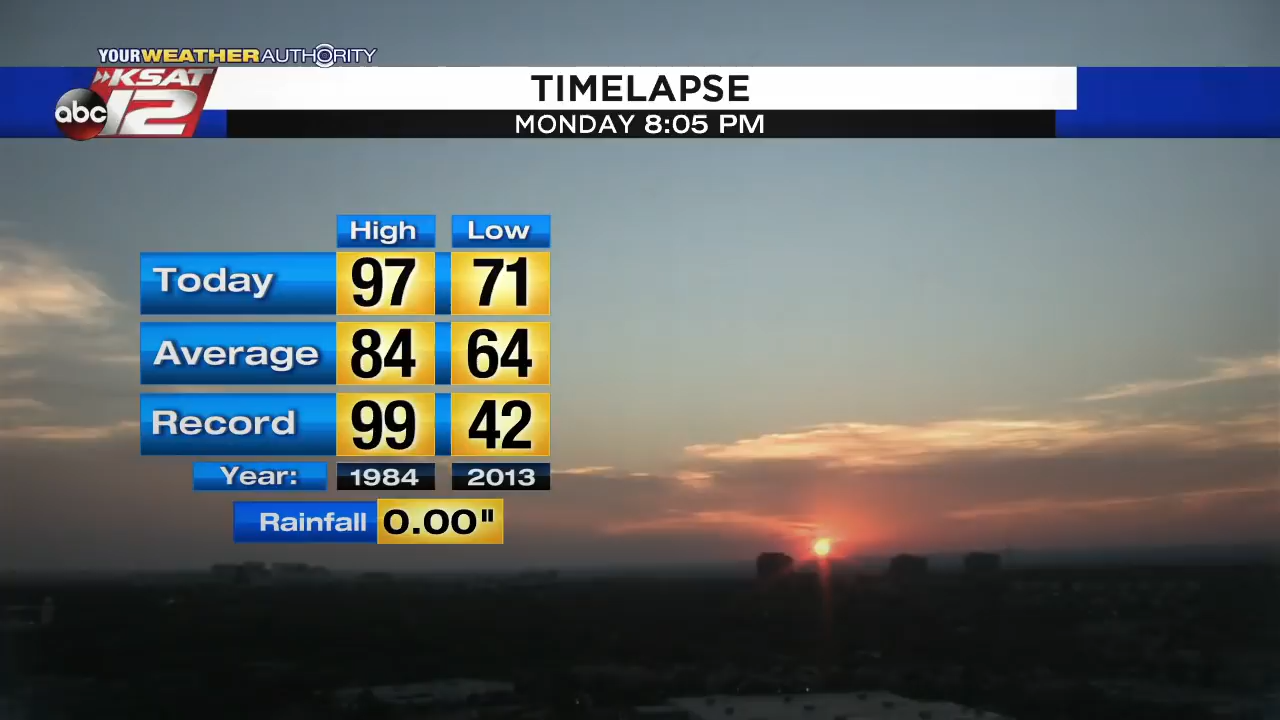 YOURWEATHERAUTHORITY
KSAT
abc 12
TIMELAPSE
MONDAY 8:05 PM
High Low
Today 97 71
Average 84 64
Record 99 42
Year: 1984 2013
Rainfall 0.00"